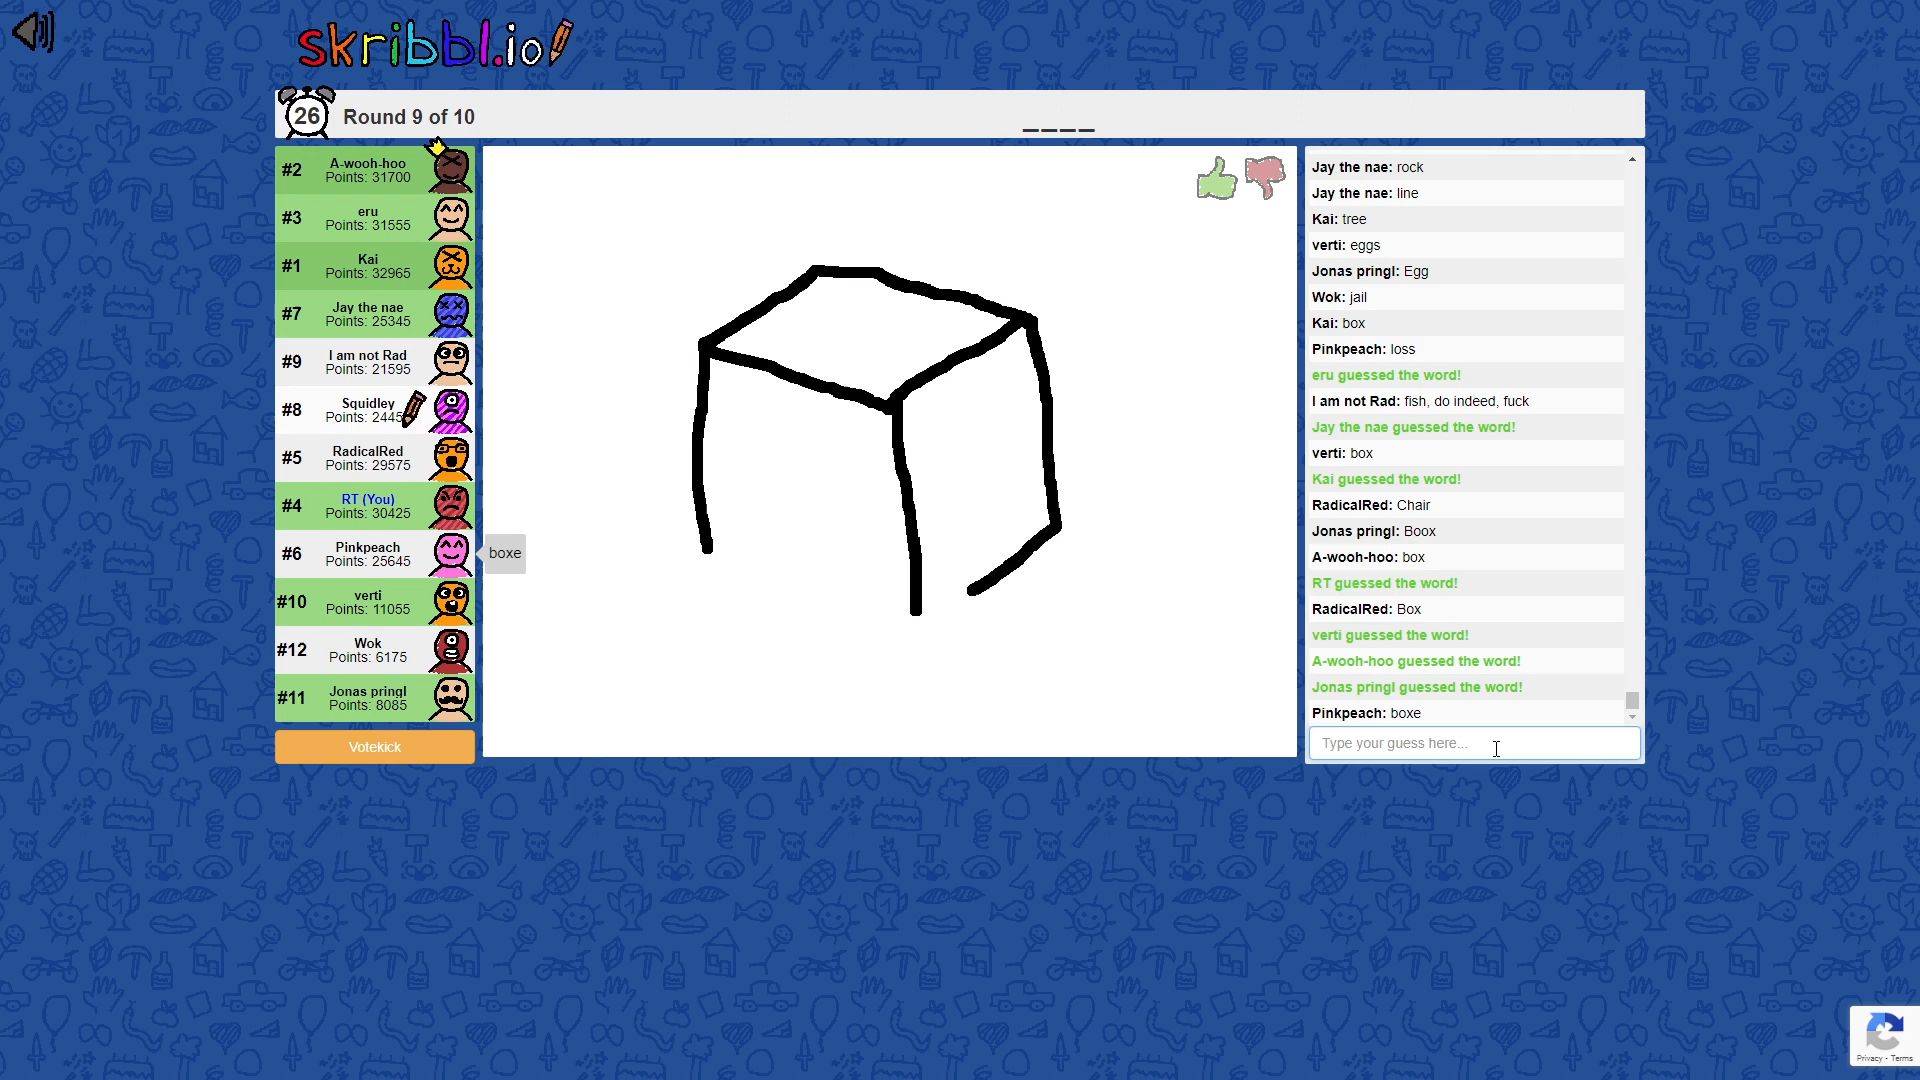 skribbl.io
26
Round 9 of 10
_ _ _ _
#2
A-wooh-hoo
Points: 31700
#3
eru
Points: 31555
#1
Kai
Points: 32965
#7
Jay the nae
Points: 25345
#9
I am not Rad
Points: 21595
#8
Squidley
Points: 2445
#5
RadicalRed
Points: 29575
#4
RT (You)
Points: 30425
#6
Pinkpeach
Points: 25645
boxe
#10
verti
Points: 11055
#12
Wok
Points: 6175
#11
Jonas pringl
Points: 8085
Votekick
Jay the nae: rock
Jay the nae: line
Kai: tree
verti: eggs
Jonas pringl: Egg
Wok: jail
Kai: box
Pinkpeach: loss
eru guessed the word!
I am not Rad: fish, do indeed, fuck
Jay the nae guessed the word!
verti: box
Kai guessed the word!
RadicalRed: Chair
Jonas pringl: Boox
A-wooh-hoo: box
RT guessed the word!
RadicalRed: Box
verti guessed the word!
A-wooh-hoo guessed the word!
Jonas pringl guessed the word!
Pinkpeach: boxe
Type your guess here...
Privacy - Terms